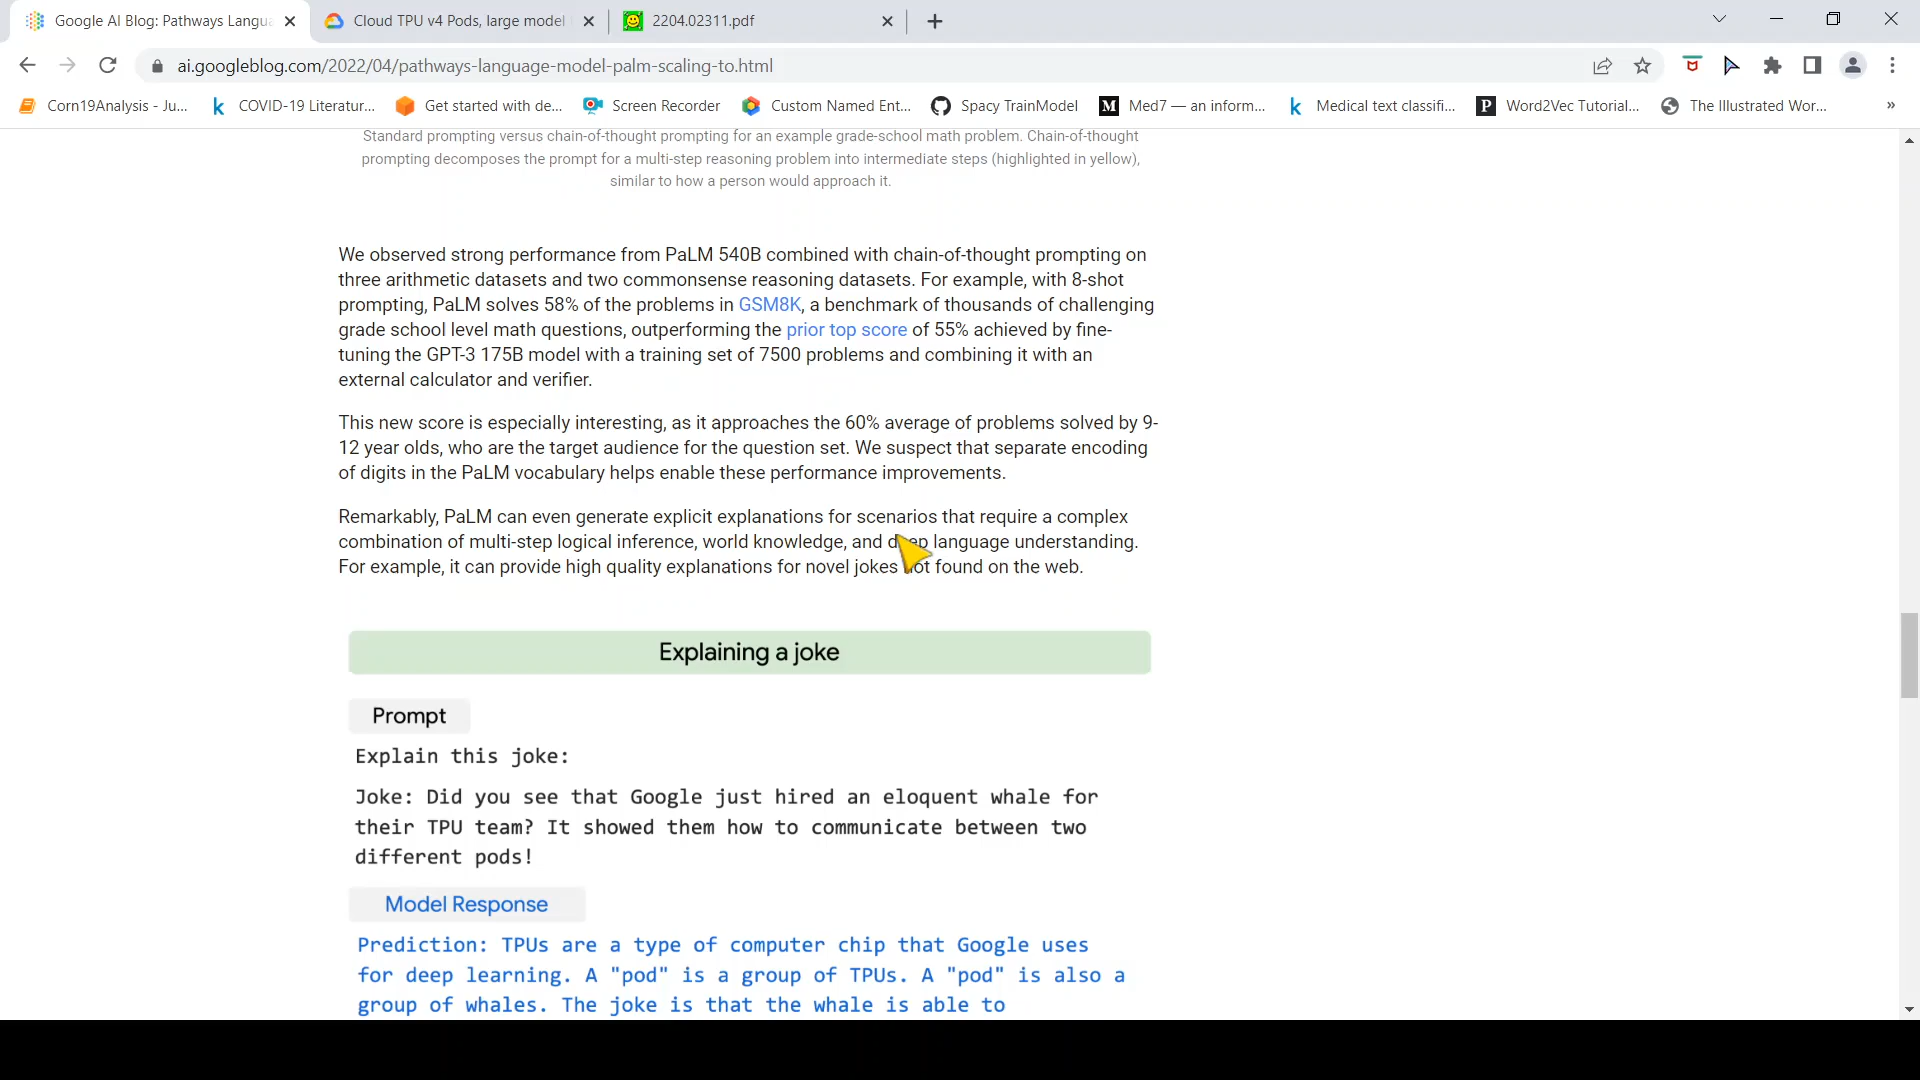 Google AI Blog: Pathways Langua
Cloud TPU v4 Pods, large model
2204.02311.pdf
ai.googleblog.com/2022/04/pathways-language-model-palm-scaling-to.html
Corn19Analysis - Ju...
COVID-19 Literatur...
Get started with de...
Screen Recorder
Custom Named Ent...
Spacy TrainModel
Med7 — an inform...
Medical text classifi...
Word2Vec Tutorial...
The Illustrated Wor...
Standard prompting versus chain-of-thought prompting for an example grade-school math problem. Chain-of-thought
prompting decomposes the prompt for a multi-step reasoning problem into intermediate steps (highlighted in yellow),
similar to how a person would approach it.
We observed strong performance from PaLM 540B combined with chain-of-thought prompting on
three arithmetic datasets and two commonsense reasoning datasets. For example, with 8-shot
prompting, PaLM solves 58% of the problems in GSM8K, a benchmark of thousands of challenging
grade school level math questions, outperforming the prior top score of 55% achieved by fine-
tuning the GPT-3 175B model with a training set of 7500 problems and combining it with an
external calculator and verifier.
This new score is especially interesting, as it approaches the 60% average of problems solved by 9-
12 year olds, who are the target audience for the question set. We suspect that separate encoding
of digits in the PaLM vocabulary helps enable these performance improvements.
Remarkably, PaLM can even generate explicit explanations for scenarios that require a complex
combination of multi-step logical inference, world knowledge, and deep language understanding.
For example, it can provide high quality explanations for novel jokes not found on the web.
Explaining a joke
Prompt
Explain this joke:
Joke: Did you see that Google just hired an eloquent whale for
their TPU team? It showed them how to communicate between two
different pods!
Model Response
Prediction: TPUs are a type of computer chip that Google uses
for deep learning. A "pod" is a group of TPUs. A "pod" is also a
group of whales. The joke is that the whale is able to